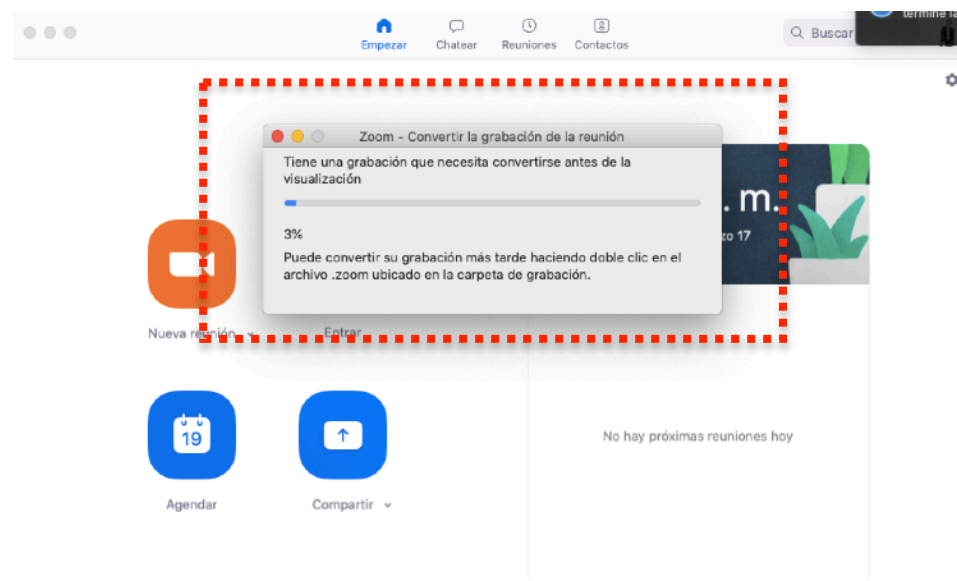 Empezar
Chatear
Reuniones
Contactos
Buscar
termine la
Zoom - Convertir la grabación de la reunión
Tiene una grabación que necesita convertirse antes de la
visualización
3%
Puede convertir su grabación más tarde haciendo doble clic en el
archivo .zoom ubicado en la carpeta de grabación.
. m.
zo 17
Nueva reunión
Entrar
19
Agendar
Compartir
No hay próximas reuniones hoy